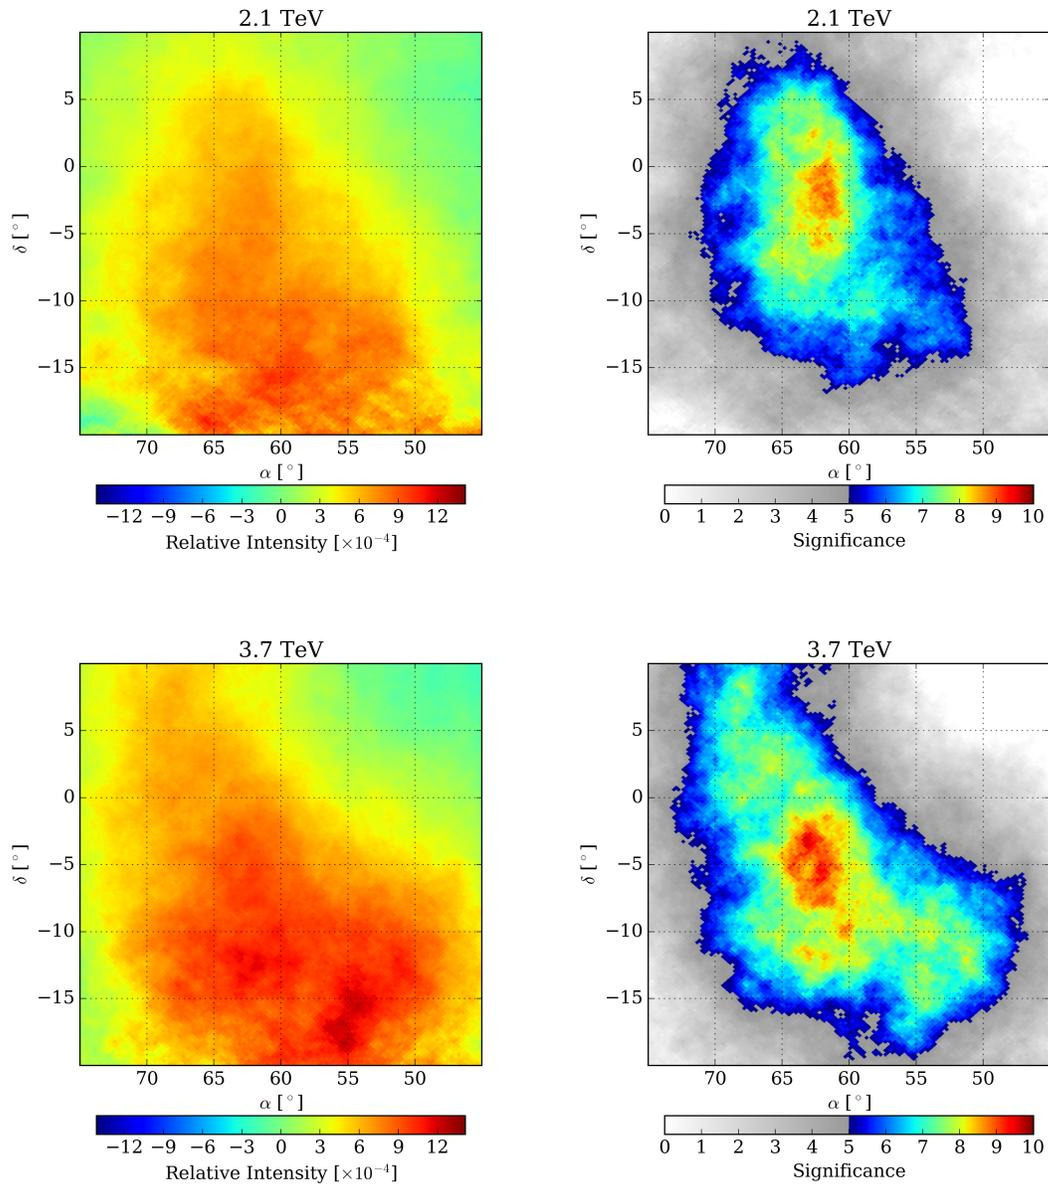 2.1 TeV
5
0
−5
−10
−15
δ [°]
70 65 60 55 50
α [°]
−12 −9 −6 −3 0 3 6 9 12
Relative Intensity [×10⁻⁴]
2.1 TeV
5
0
−5
−10
−15
δ [°]
70 65 60 55 50
α [°]
0 1 2 3 4 5 6 7 8 9 10
Significance
3.7 TeV
5
0
−5
−10
−15
δ [°]
70 65 60 55 50
α [°]
−12 −9 −6 −3 0 3 6 9 12
Relative Intensity [×10⁻⁴]
3.7 TeV
5
0
−5
−10
−15
δ [°]
70 65 60 55 50
α [°]
0 1 2 3 4 5 6 7 8 9 10
Significance